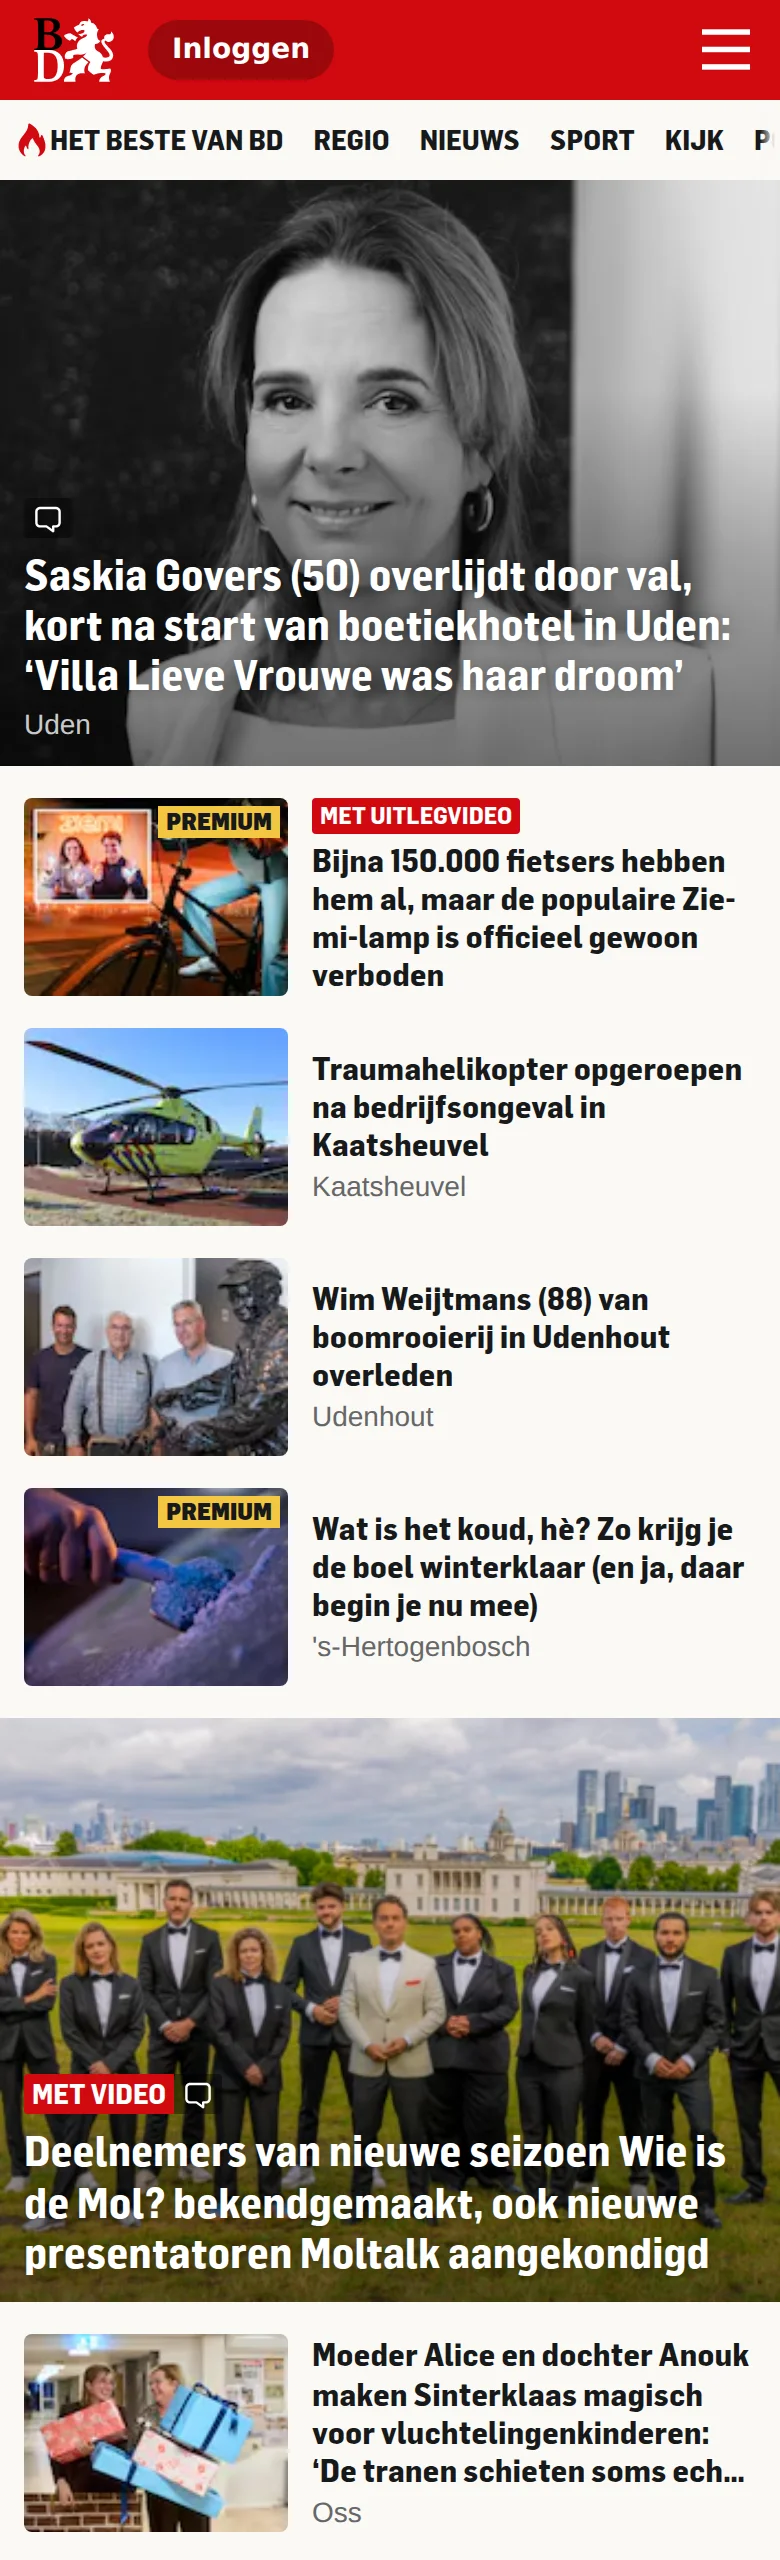 BD
Inloggen
HET BESTE VAN BD REGIO NIEUWS SPORT KIJK
Saskia Govers (50) overlijdt door val,
kort na start van boetiekhotel in Uden:
‘Villa Lieve Vrouwe was haar droom’
Uden
ziemi
PREMIUM
MET UITLEGVIDEO
Bijna 150.000 fietsers hebben
hem al, maar de populaire Zie-
mi-lamp is officieel gewoon
verboden
Traumahelikopter opgeroepen
na bedrijfsongeval in
Kaatsheuvel
Kaatsheuvel
Wim Weijtmans (88) van
boomrooierij in Udenhout
overleden
Udenhout
PREMIUM
Wat is het koud, hè? Zo krijg je
de boel winterklaar (en ja, daar
begin je nu mee)
's-Hertogenbosch
MET VIDEO
Deelnemers van nieuwe seizoen Wie is
de Mol? bekendgemaakt, ook nieuwe
presentatoren Moltalk aangekondigd
Moeder Alice en dochter Anouk
maken Sinterklaas magisch
voor vluchtelingenkinderen:
‘De tranen schieten soms ech...
Oss